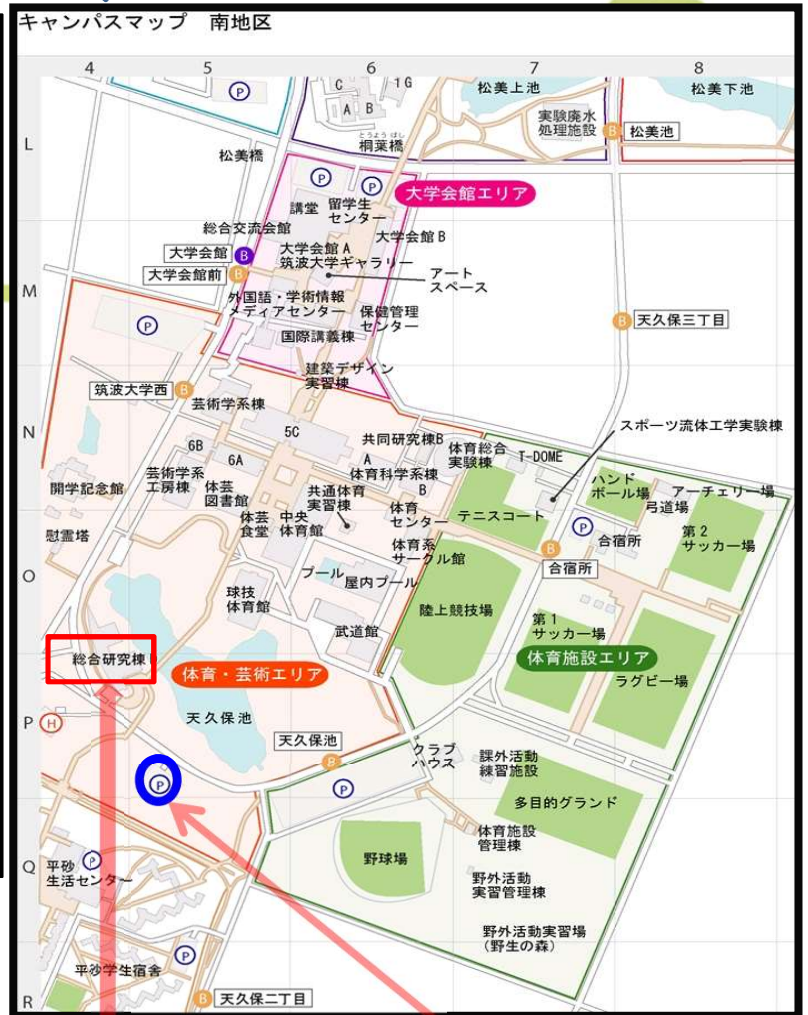 キャンパスマップ 南地区
4
5
6
7
8
L
M
N
O
P
Q
R
P
C
1G
A B
とうよう ばし
桐葉橋
松美上池
松美下池
実験廃水
処理施設
B 松美池
松美橋
P
P
大学会館エリア
講堂
留学生
センター
総合交流会館
大学会館 B
大学会館 B
大学会館 A
筑波大学ギャラリー
大学会館前 B
アート
スペース
外国語・学術情報
メディアセンター
保健管理
センター
P
国際講義棟
B 天久保三丁目
建築デザイン
実習棟
筑波大学西 B
芸術学系棟
5C
共同研究棟B
A
体育科学系棟
B
体育総合
実験棟
T-DOME
スポーツ流体工学実験棟
6B
6A
芸術学系
工房棟
体芸
図書館
開学記念館
共通体育
実習棟
体育
センター
テニスコート
ハンド
ボール場
アーチェリー場
弓道場
P
慰霊塔
体芸
食堂
中央
体育館
体育系
サークル館
合宿所
第2
サッカー場
B
合宿所
プール
屋内プール
球技
体育館
陸上競技場
武道館
第1
サッカー場
総合研究棟
体育・芸術エリア
体育施設エリア
ラグビー場
H
天久保池
天久保池
B
クラブ
ハウス
課外活動
練習施設
P
P
多目的グランド
体育施設
管理棟
平砂
生活センター
P
野球場
野外活動
実習管理棟
野外活動実習場
(野生の森)
P
平砂学生宿舎
B 天久保二丁目